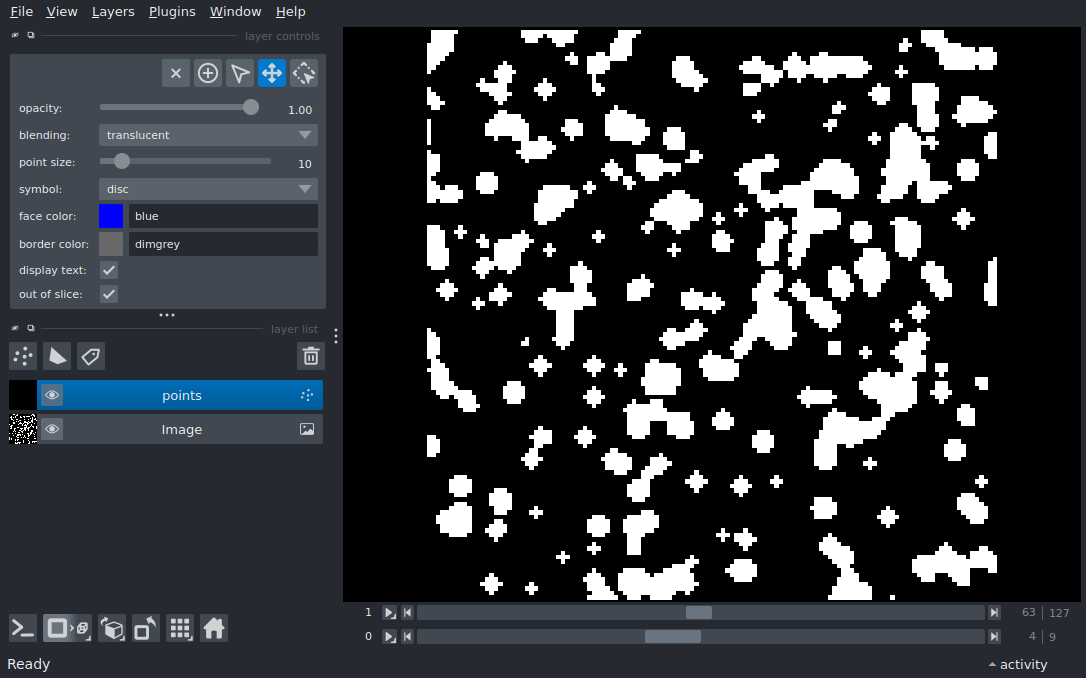 File View Layers Plugins Window Help
layer controls
opacity: 1.00
blending: translucent
point size: 10
symbol: disc
face color: blue
border color: dimgrey
display text:
out of slice:
layer list
points
Image
1 63 127
0 4 9
Ready activity